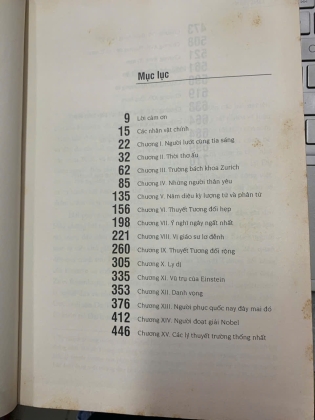 Mục lục
9 Lời cảm ơn
15 Các nhân vật chính
22 Chương I. Người lướt cùng tia sáng
32 Chương II. Thời thơ ấu
62 Chương III. Trường bách khoa Zurich
85 Chương IV. Những người thân yêu
135 Chương V. Năm diệu kỳ lượng tử và phân tử
156 Chương VI. Thuyết Tương đối hẹp
198 Chương VII. Ý nghĩ ngây ngất nhất
221 Chương VIII. Vị giáo sư lơ đễnh
260 Chương IX. Thuyết Tương đối rộng
305 Chương X. Ly dị
335 Chương XI. Vũ trụ của Einstein
353 Chương XII. Danh vọng
376 Chương XIII. Người phục quốc nay đây mai đó
412 Chương XIV. Người đoạt giải Nobel
446 Chương XV. Các lý thuyết trường thống nhất